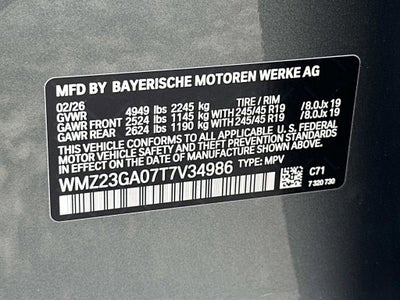 MFD BY BAYERISCHE MOTOREN WERKE AG
02/26 TIRE / RIM
GVWR 4949 lbs 2245 kg
GAWR FRONT 2524 lbs 1145 kg WITH 245/45 R19 /8.0Jx 19
GAWR REAR 2624 lbs 1190 kg WITH 245/45 R19 /8.0Jx 19
THIS VEHICLE CONFORMS TO ALL APPLICABLE U.S. FEDERAL
MOTOR VEHICLE SAFETY AND THEFT PREVENTION STANDARDS
IN EFFECT ON THE DATE OF MANUFACTURE SHOWN ABOVE.
WMZ23GA07T7V34986 TYPE: MPV
C71
7 320 730